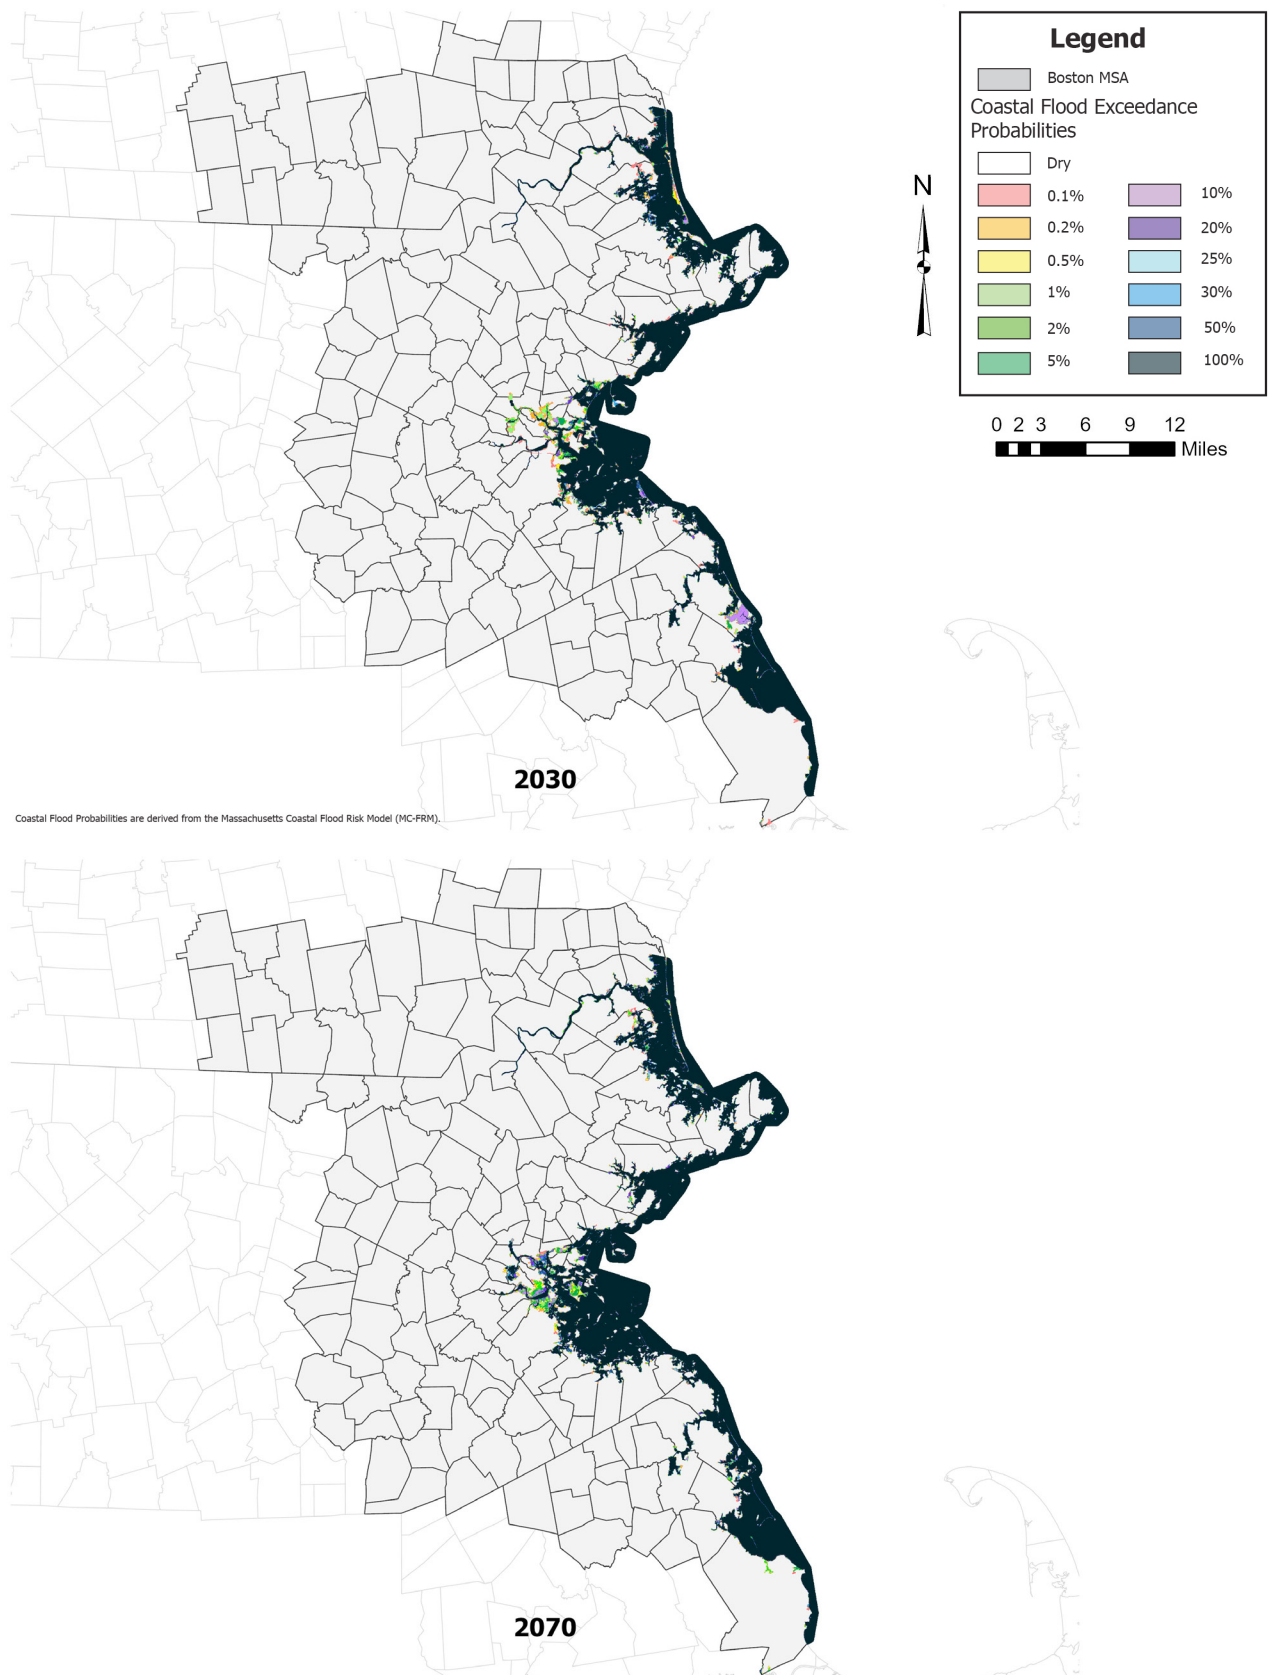 Legend
Boston MSA
Coastal Flood Exceedance
Probabilities
Dry
0.1%
10%
0.2%
20%
0.5%
25%
1%
30%
2%
50%
5%
100%
N
0 2 3 6 9 12
Miles
2030
Coastal Flood Probabilities are derived from the Massachusetts Coastal Flood Risk Model (MC-FRM).
2070